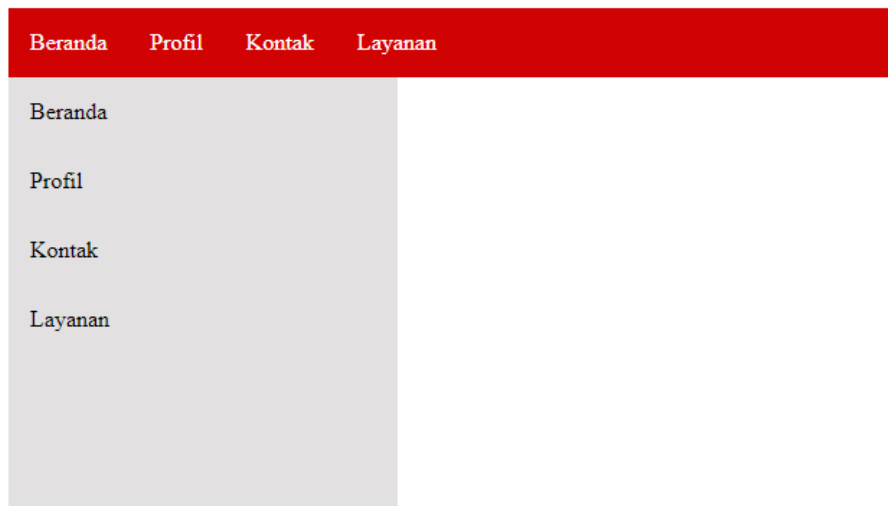 Beranda Profil Kontak Layanan
Beranda
Profil
Kontak
Layanan